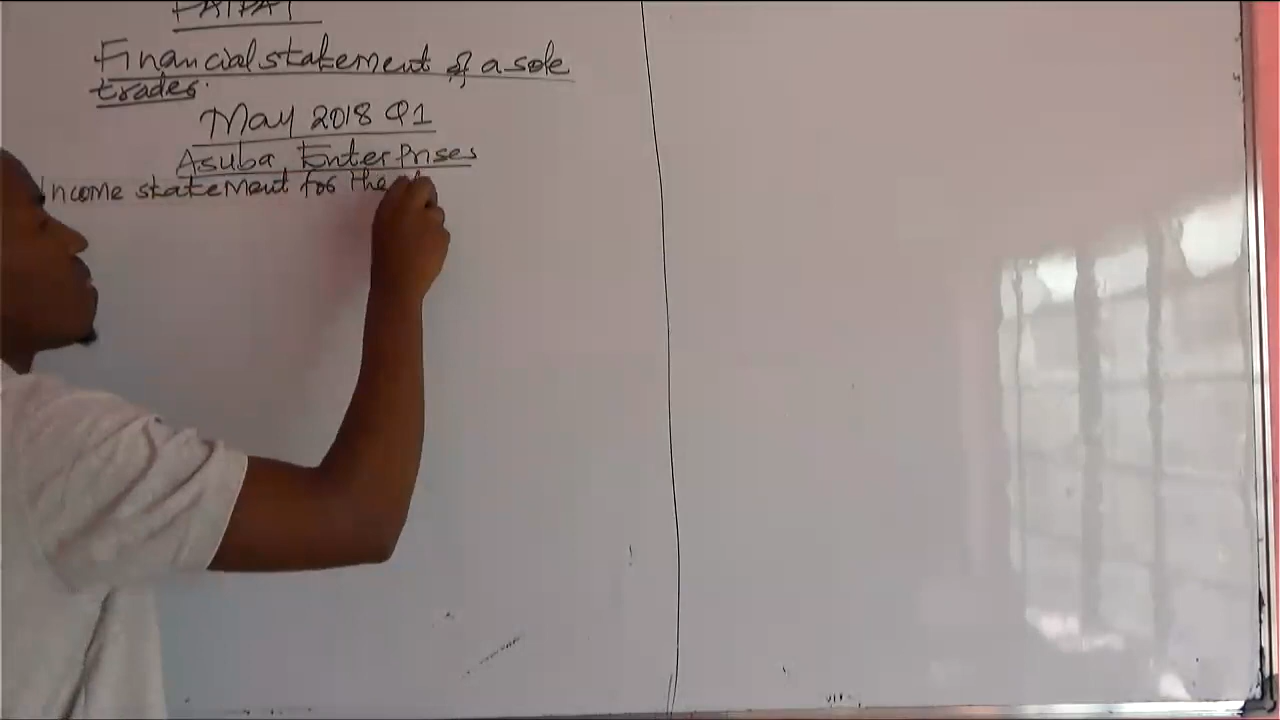 Financial statement of a sole
trader.
May 2018 Q1
Asuba Enterprises
Income statement for the